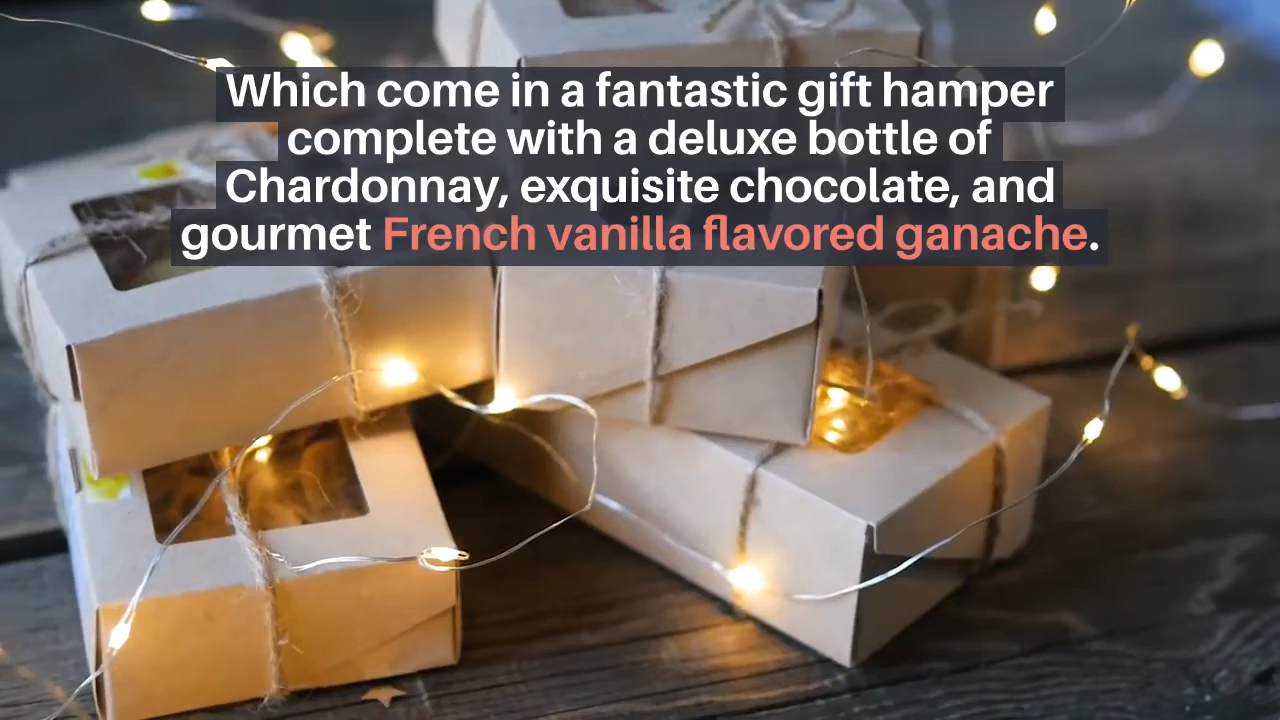 Which come in a fantastic gift hamper
complete with a deluxe bottle of
Chardonnay, exquisite chocolate, and
gourmet French vanilla flavored ganache.